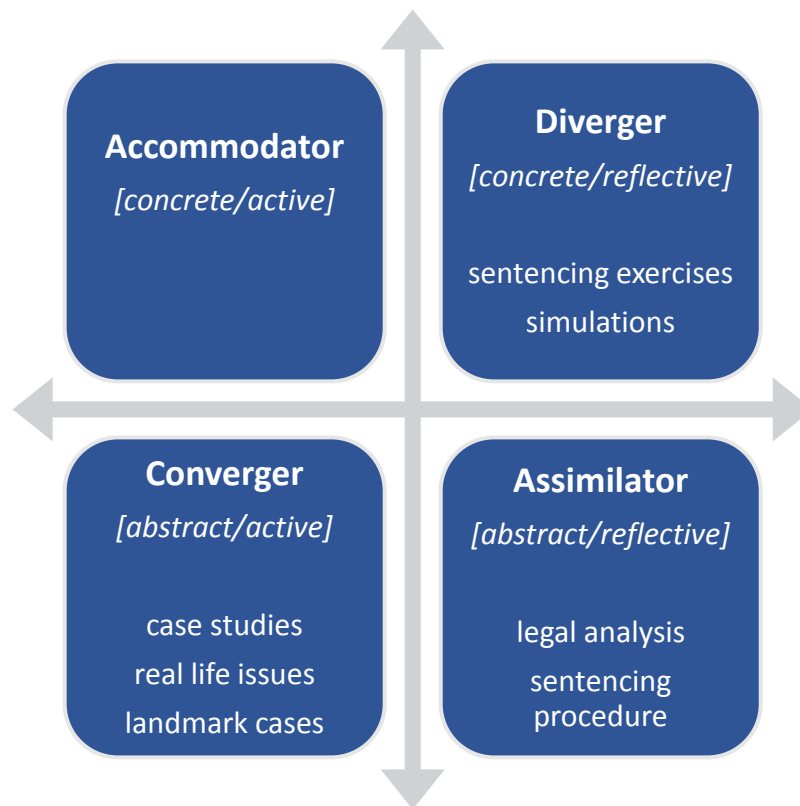 Accommodator
[concrete/active]
Diverger
[concrete/reflective]
sentencing exercises
simulations
Converger
[abstract/active]
case studies
real life issues
landmark cases
Assimilator
[abstract/reflective]
legal analysis
sentencing
procedure